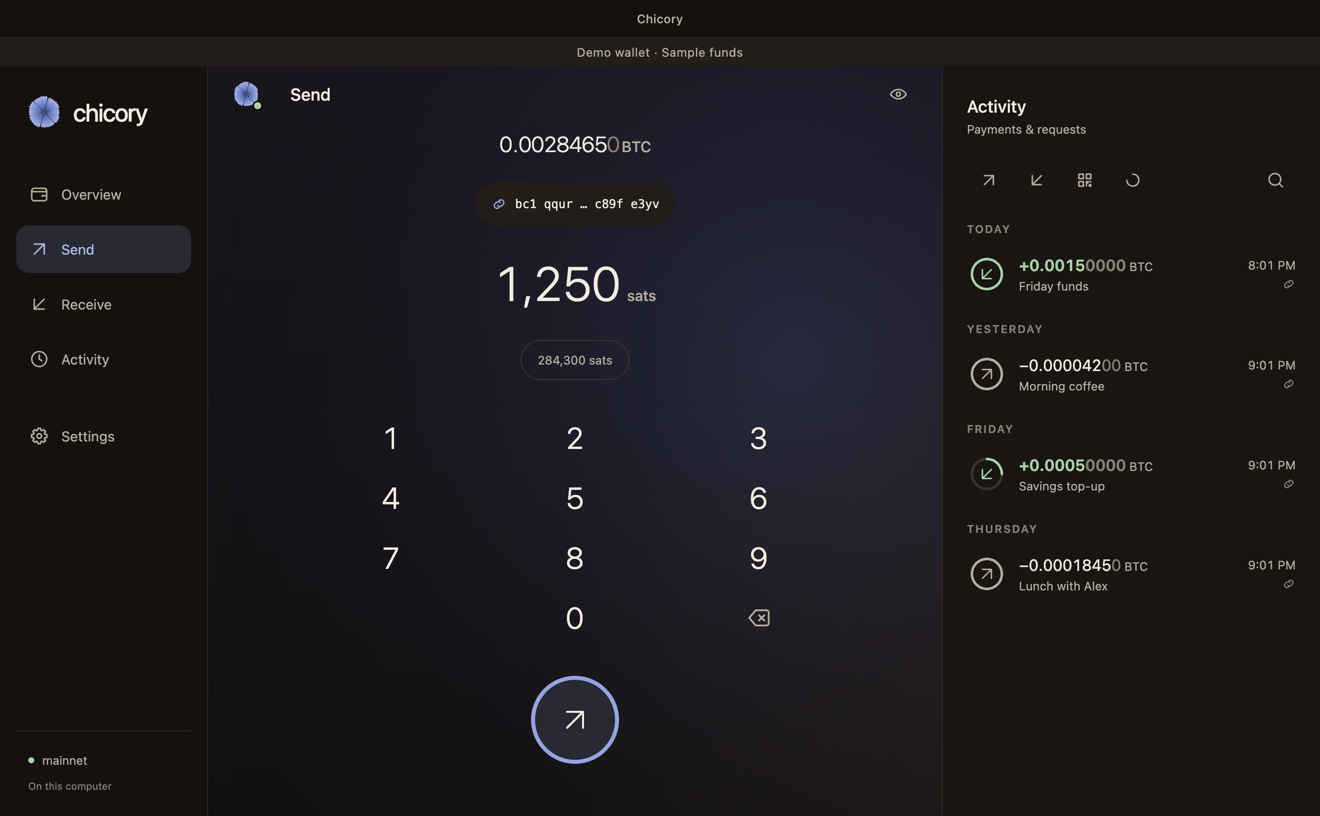 Chicory
Demo wallet · Sample funds
chicory
Overview
Send
Receive
Activity
Settings
mainnet
On this computer
Send
0.00284650 BTC
bc1 qqur … c89f e3yv
1,250 sats
284,300 sats
1 2 3
4 5 6
7 8 9
0
Activity
Payments & requests
TODAY
+0.00150000 BTC 8:01 PM
Friday funds
YESTERDAY
−0.00004200 BTC 9:01 PM
Morning coffee
FRIDAY
+0.00050000 BTC 9:01 PM
Savings top-up
THURSDAY
−0.00018450 BTC 9:01 PM
Lunch with Alex